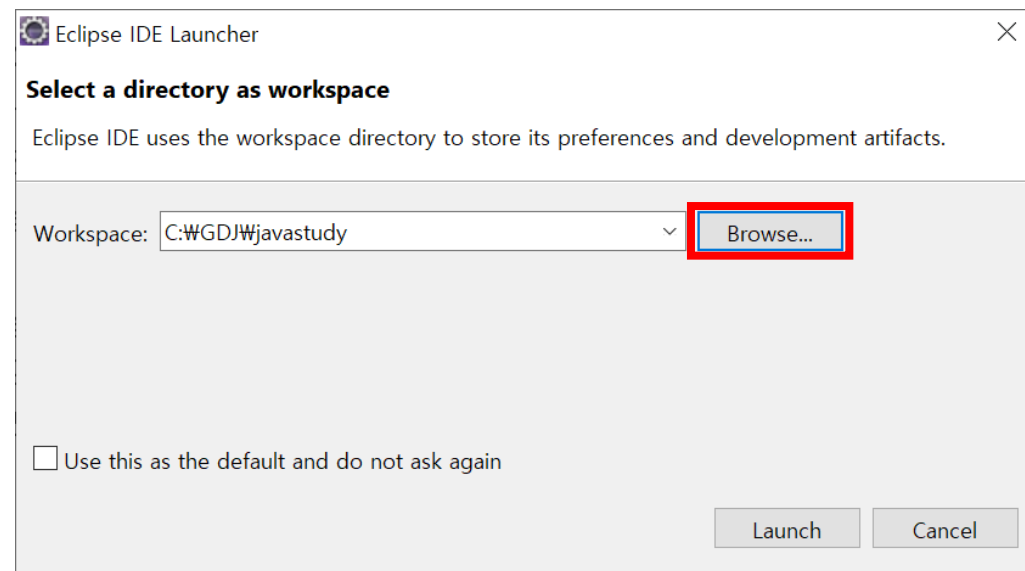 Eclipse IDE Launcher
Select a directory as workspace
Eclipse IDE uses the workspace directory to store its preferences and development artifacts.
Workspace: C:₩GDJ₩javastudy Browse...
Use this as the default and do not ask again
Launch Cancel